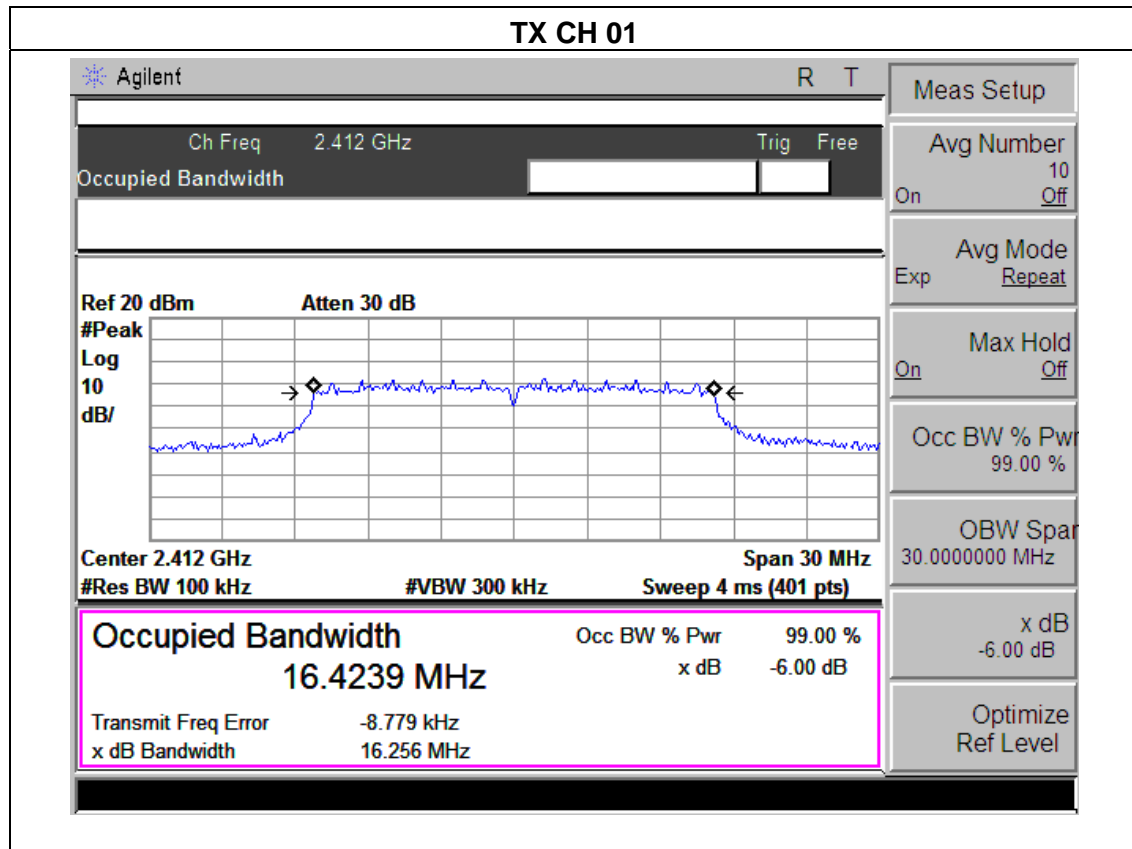 TX CH 01
Agilent R T
Ch Freq 2.412 GHz Trig Free
Occupied Bandwidth
Ref 20 dBm Atten 30 dB
#Peak
Log
10
dB/
Center 2.412 GHz Span 30 MHz
#Res BW 100 kHz #VBW 300 kHz Sweep 4 ms (401 pts)
Occupied Bandwidth Occ BW % Pwr 99.00 %
16.4239 MHz x dB -6.00 dB
Transmit Freq Error -8.779 kHz
x dB Bandwidth 16.256 MHz
Meas Setup
Avg Number
10
On Off
Avg Mode
Exp Repeat
Max Hold
On Off
Occ BW % Pwr
99.00 %
OBW Spar
30.0000000 MHz
x dB
-6.00 dB
Optimize
Ref Level